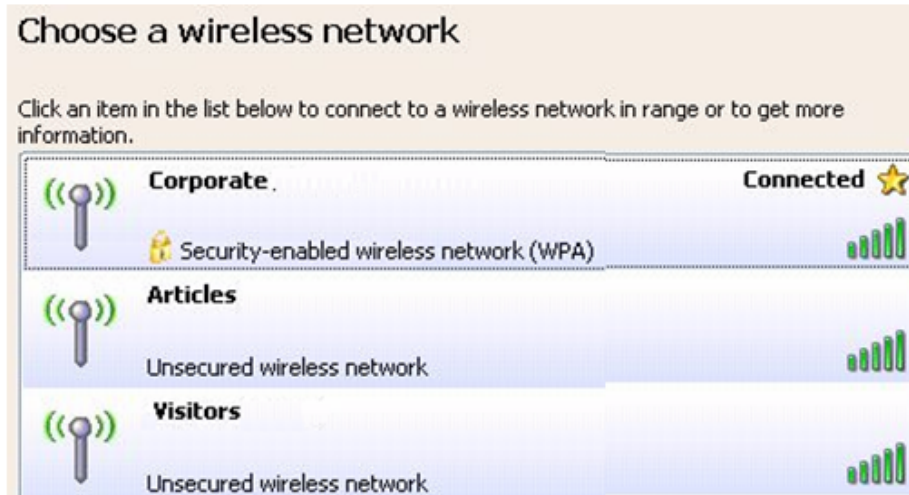 Choose a wireless network
Click an item in the list below to connect to a wireless network in range or to get more
information.
Corporate
Connected
Security-enabled wireless network (WPA)
Articles
Unsecured wireless network
Visitors
Unsecured wireless network